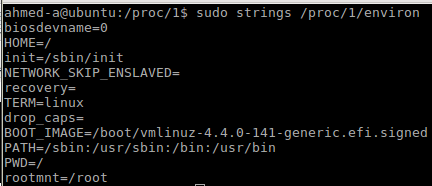 ahmed-a@ubuntu:/proc/1$ sudo strings /proc/1/environ
biosdevname=0
HOME=/
init=/sbin/init
NETWORK_SKIP_ENSLAVED=
recovery=
TERM=linux
drop_caps=
BOOT_IMAGE=/boot/vmlinuz-4.4.0-141-generic.efi.signed
PATH=/sbin:/usr/sbin:/bin:/usr/bin
PWD=/
rootmnt=/root